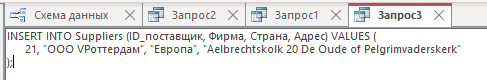 Схема данных
Запрос2
Запрос1
Запрос3
INSERT INTO Suppliers (ID_поставщик, Фирма, Страна, Адрес) VALUES (
21, "ООО VРоттердам", "Европа", "Aelbrechtskolk 20 De Oude of Pelgrimvaderskerk"
);